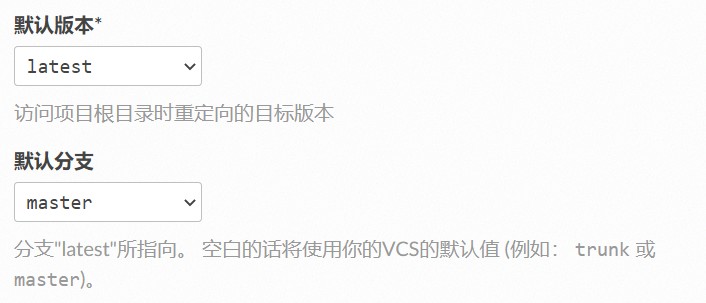 默认版本*
latest
访问项目根目录时重定向的目标版本
默认分支
master
分支"latest"所指向。 空白的话将使用你的VCS的默认值 (例如： trunk 或
master)。